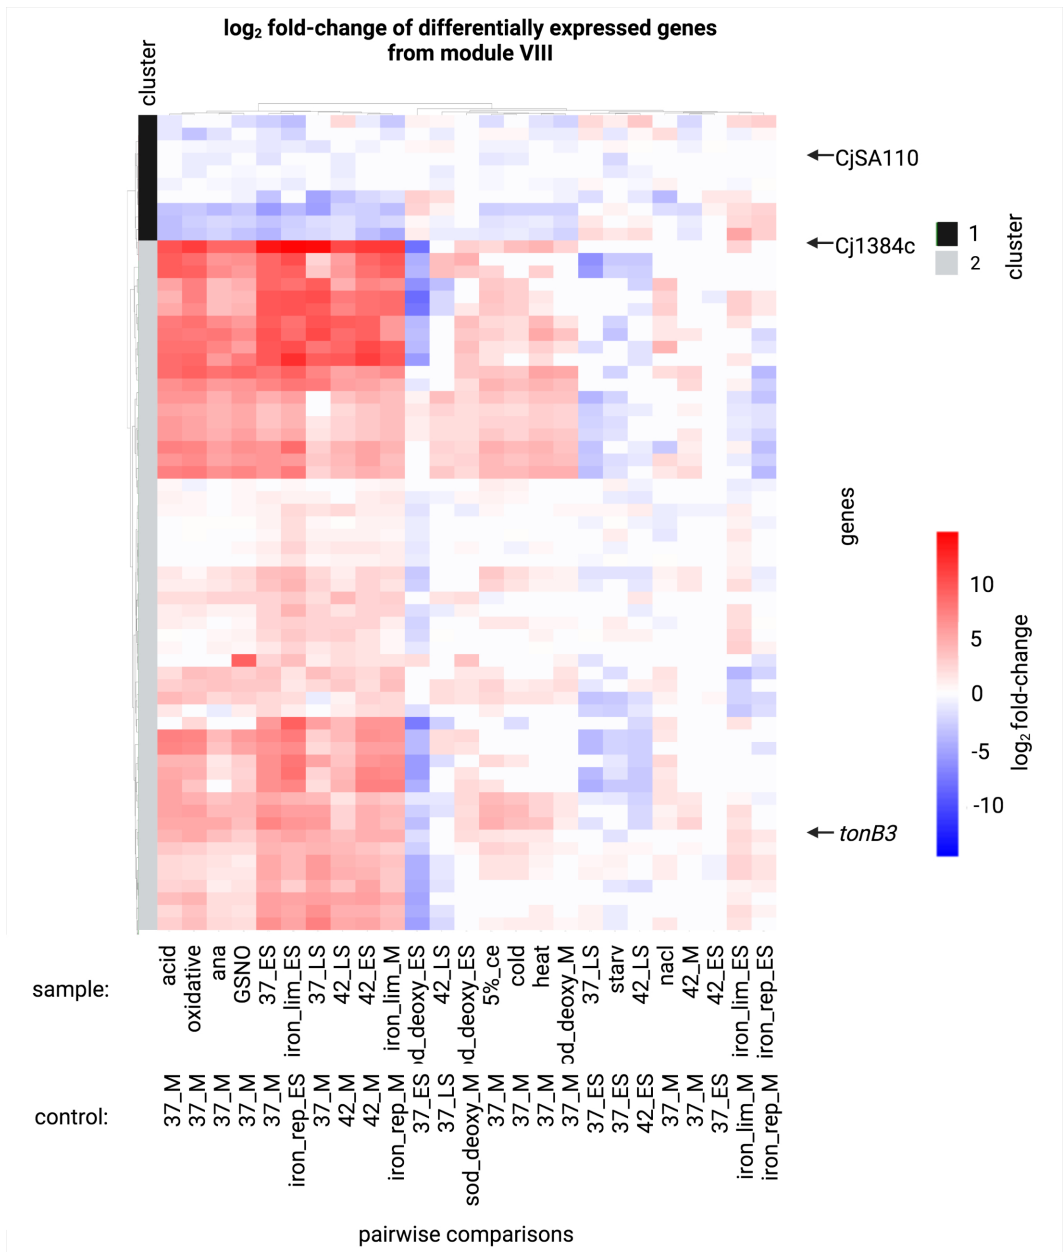 log₂ fold-change of differentially expressed genes
from module VIII
cluster
CjSA110
Cj1384c
1
2
cluster
genes
10
5
0
-5
-10
log₂ fold-change
tonB3
sample:
acid
oxidative
ana
GSNO
37_ES
iron_lim_ES
37_LS
42_LS
42_ES
iron_lim_M
d_deoxy_ES
42_LS
d_deoxy_ES
5%_ce
cold
heat
od_deoxy_M
37_LS
starv
42_LS
nacl
42_M
42_ES
iron_lim_ES
iron_rep_ES
control:
37_M
37_M
37_M
37_M
37_M
iron_rep_ES
37_M
42_M
42_M
iron_rep_M
37_ES
37_LS
sod_deoxy_M
37_M
37_M
37_M
37_M
37_ES
37_ES
42_ES
37_M
37_M
37_ES
iron_lim_M
iron_rep_M
pairwise comparisons